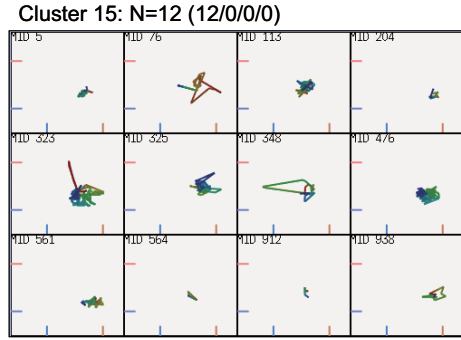 Cluster 15: N=12 (12/0/0/0)
MID 5 MID 76 MID 113 MID 204
MID 323 MID 325 MID 348 MID 476
MID 561 MID 564 MID 912 MID 938